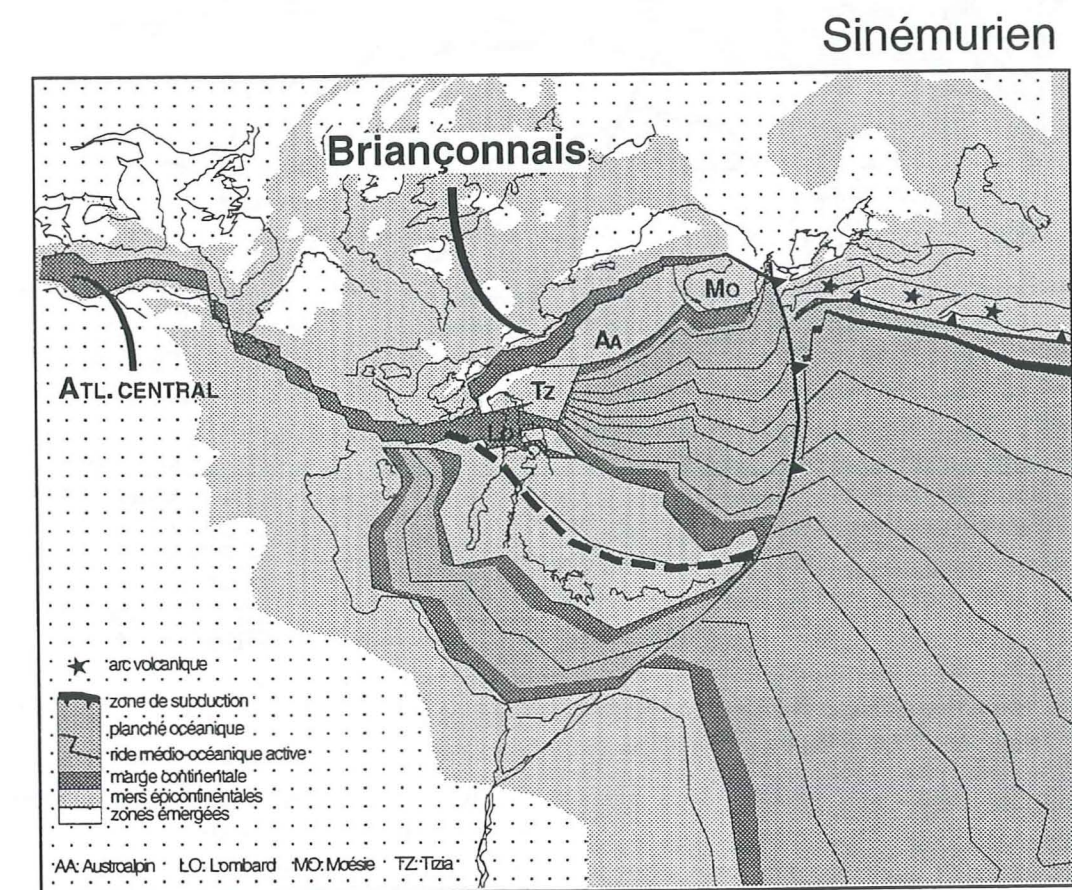 Sinémurien
Briançonnais
Mo
AA
ATL. CENTRAL
Tz
Lo
arc volcanique
zone de subduction
planché océanique
ride médio-océanique active
marge continentale
mers épicontinentales
zones émergées
AA: Austroalpin LO: Lombard MO: Moésie TZ: Tizia